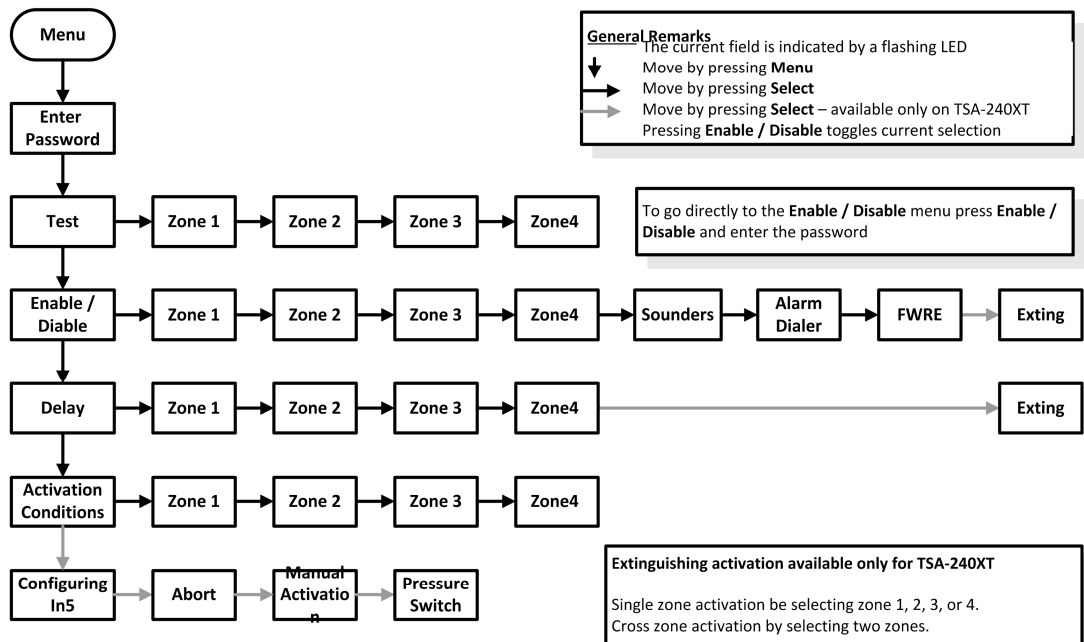 Menu
General Remarks
The current field is indicated by a flashing LED
Move by pressing Menu
Move by pressing Select
Move by pressing Select – available only on TSA-240XT
Pressing Enable / Disable toggles current selection
Enter
Password
Test
Zone 1
Zone 2
Zone 3
Zone4
To go directly to the Enable / Disable menu press Enable /
Disable and enter the password
Enable /
Diable
Zone 1
Zone 2
Zone 3
Zone4
Sounders
Alarm
Dialer
FWRE
Exting
Delay
Zone 1
Zone 2
Zone 3
Zone4
Exting
Activation
Conditions
Zone 1
Zone 2
Zone 3
Zone4
Configuring
In5
Abort
Manual
Activatio
n
Pressure
Switch
Extinguishing activation available only for TSA-240XT
Single zone activation be selecting zone 1, 2, 3, or 4.
Cross zone activation by selecting two zones.